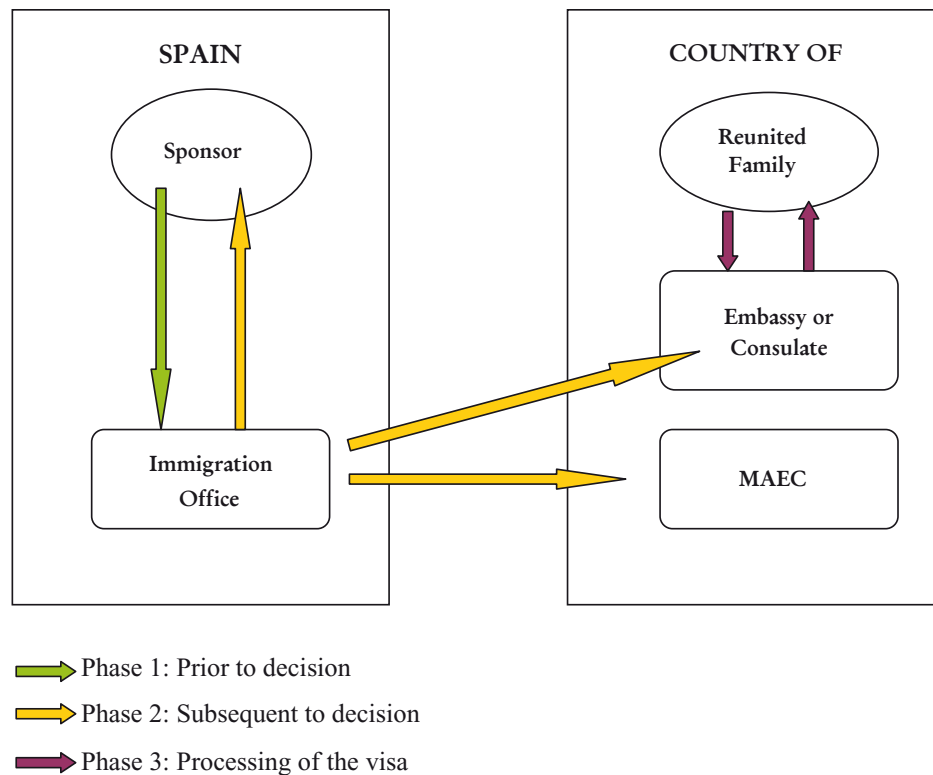 SPAIN
Sponsor
Immigration
Office
COUNTRY OF
Reunited
Family
Embassy or
Consulate
MAEC
Phase 1: Prior to decision
Phase 2: Subsequent to decision
Phase 3: Processing of the visa